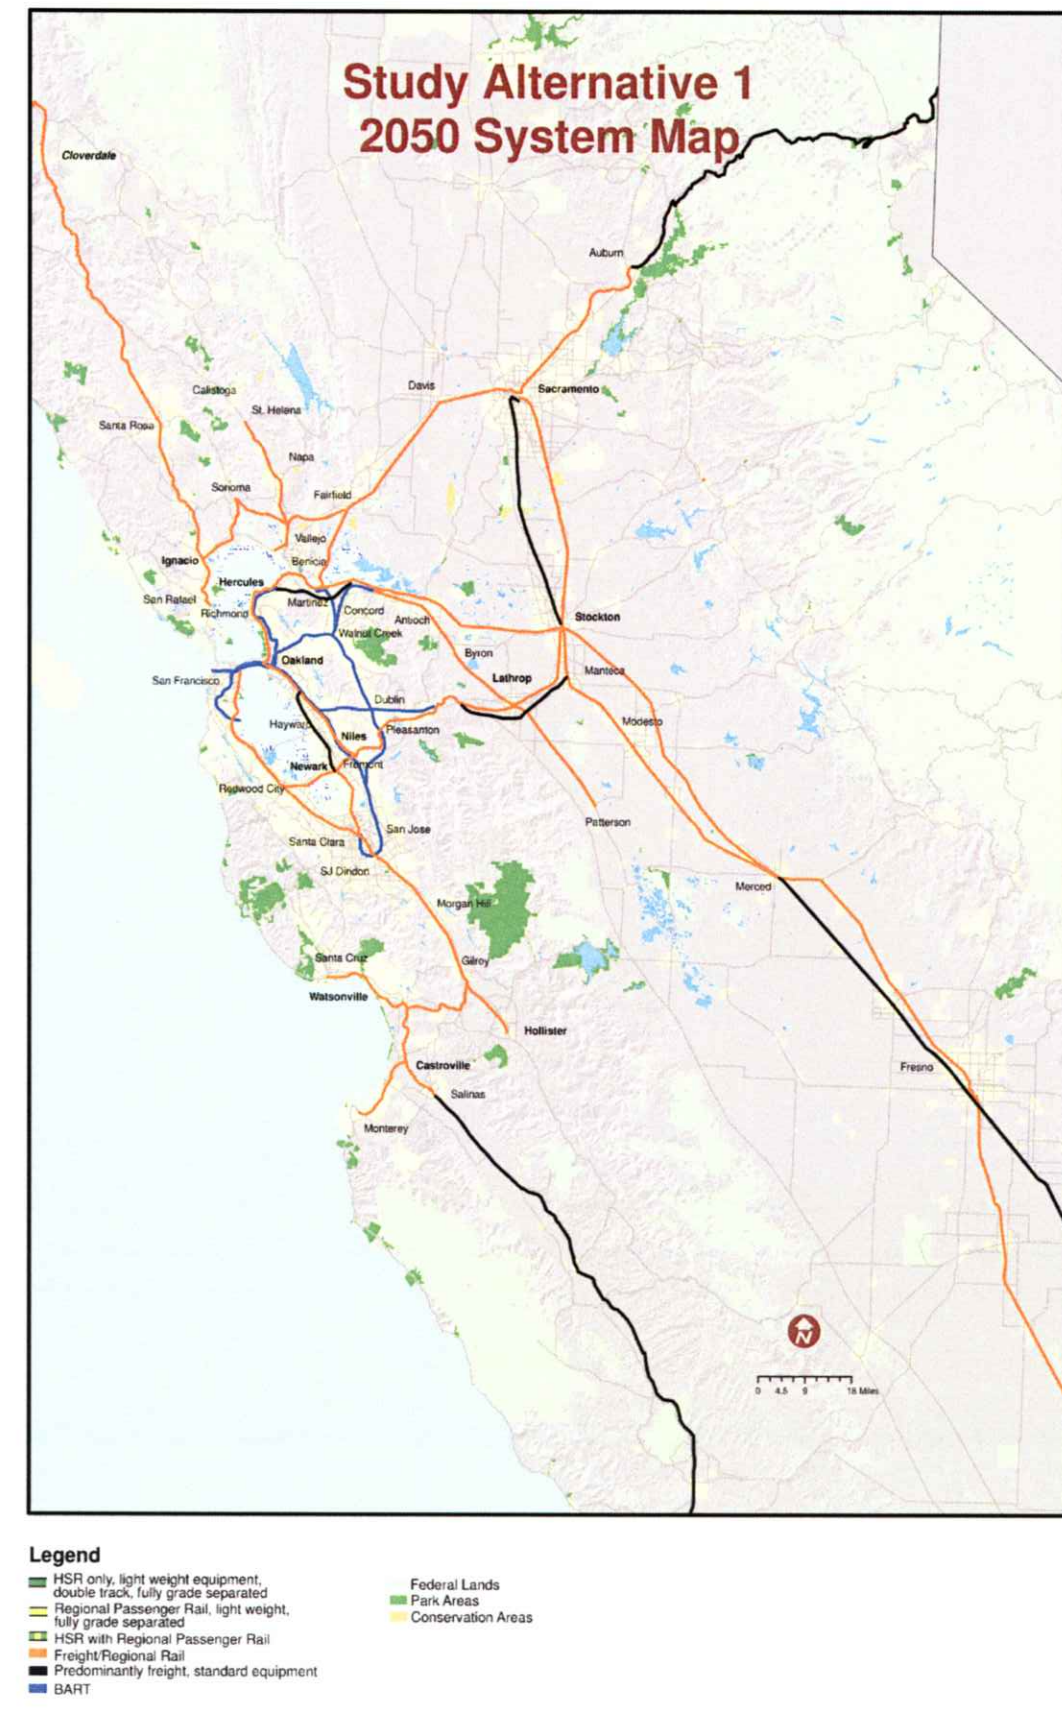 Study Alternative 1
2050 System Map
Cloverdale
Auburn
Davis
Sacramento
Calistoga
St. Helena
Santa Rosa
Napa
Sonoma
Fairfield
Vallejo
Ignacio
Benicia
Hercules
San Rafael
Martinez
Richmond
Concord
Antioch
Stockton
Walnut Creek
Byron
Oakland
Manteca
Lathrop
San Francisco
Dublin
Hayward
Pleasanton
Modesto
Niles
Newark
Fremont
Redwood City
Patterson
San Jose
Santa Clara
SJ Diridon
Merced
Morgan Hill
Santa Cruz
Gilroy
Watsonville
Hollister
Castroville
Fresno
Salinas
Monterey
N
0 4.5 9 18 Miles
Legend
HSR only, light weight equipment,
double track, fully grade separated
Regional Passenger Rail, light weight,
fully grade separated
HSR with Regional Passenger Rail
Freight/Regional Rail
Predominantly freight, standard equipment
BART
Federal Lands
Park Areas
Conservation Areas